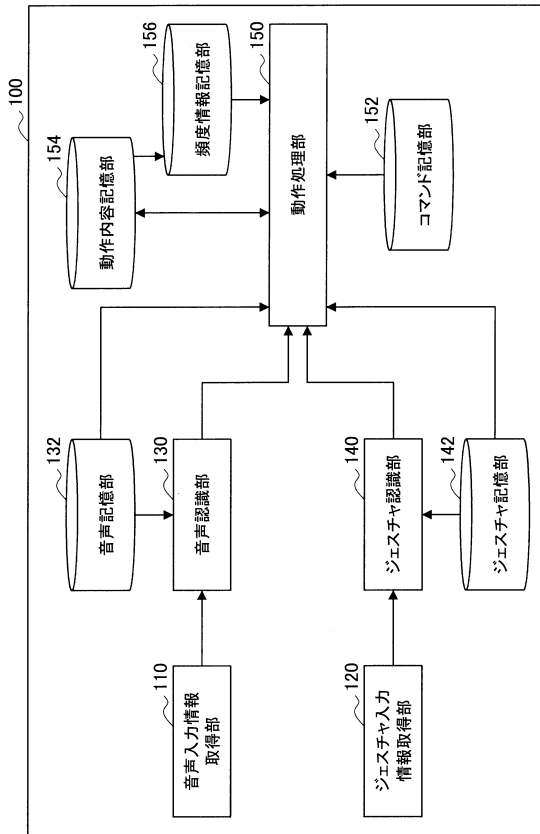 100
110
音声入力情報
取得部
120
ジェスチャ入力
情報取得部
132
音声記憶部
130
音声認識部
140
ジェスチャ認識部
142
ジェスチャ記憶部
154
動作内容記憶部
156
頻度情報記憶部
150
動作処理部
152
コマンド記憶部